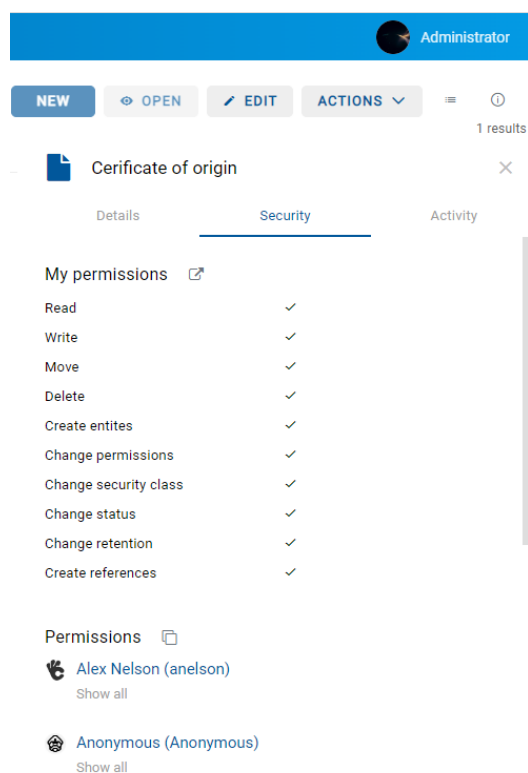 Administrator
NEW
OPEN
EDIT
ACTIONS
1 results
Cerificate of origin
Details
Security
Activity
My permissions
Read
Write
Move
Delete
Create entites
Change permissions
Change security class
Change status
Change retention
Create references
Permissions
Alex Nelson (anelson)
Show all
Anonymous (Anonymous)
Show all